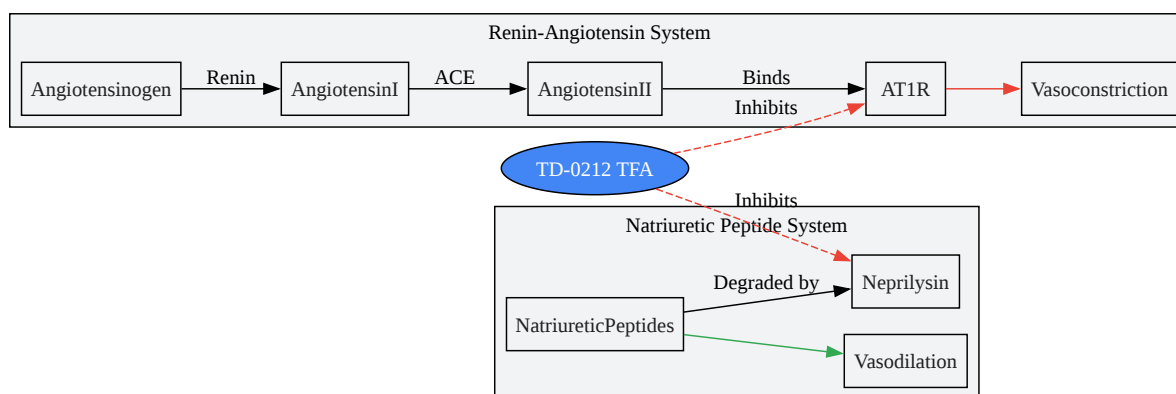 Renin-Angiotensin System
Angiotensinogen
Renin
AngiotensinI
ACE
AngiotensinII
Binds
AT1R
Vasoconstriction
Inhibits
TD-0212 TFA
Inhibits
Natriuretic Peptide System
Neprilysin
Degraded by
NatriureticPeptides
Vasodilation